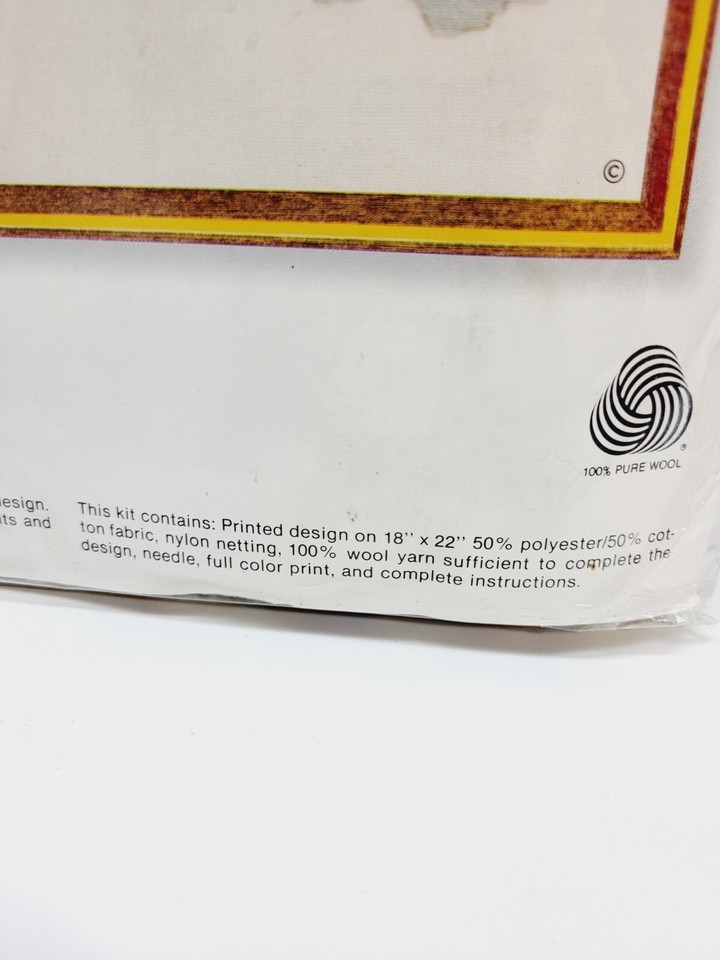 ©
®
100% PURE WOOL
esign.
ts and
This kit contains: Printed design on 18'' x 22'' 50% polyester/50% cot-
ton fabric, nylon netting, 100% wool yarn sufficient to complete the
design, needle, full color print, and complete instructions.